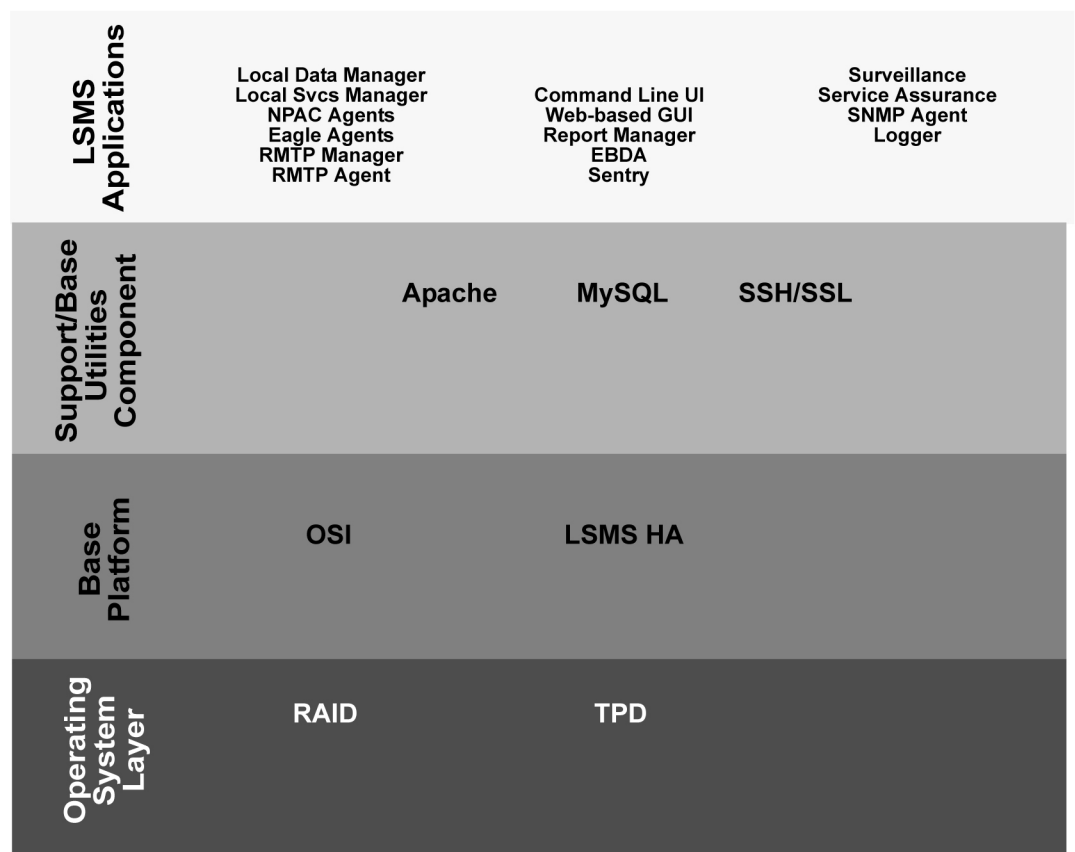 LSMS
Applications
Local Data Manager
Local Svcs Manager
NPAC Agents
Eagle Agents
RMTP Manager
RMTP Agent
Command Line UI
Web-based GUI
Report Manager
EBDA
Sentry
Surveillance
Service Assurance
SNMP Agent
Logger
Support/Base
Utilities
Component
Apache
MySQL
SSH/SSL
Base
Platform
OSI
LSMS HA
Operating
System
Layer
RAID
TPD